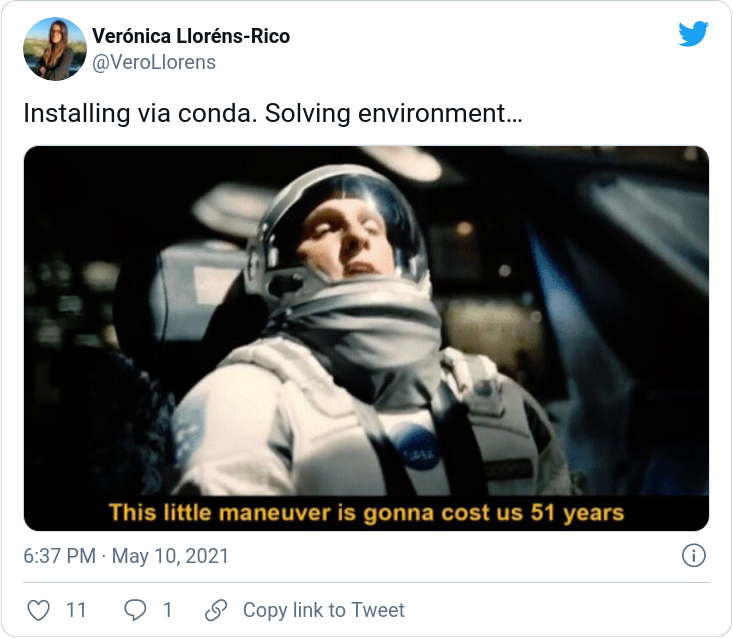 Verónica Lloréns-Rico
@VeroLlorens
Installing via conda. Solving environment…
NASA
This little maneuver is gonna cost us 51 years
6:37 PM · May 10, 2021
11
1
Copy link to Tweet